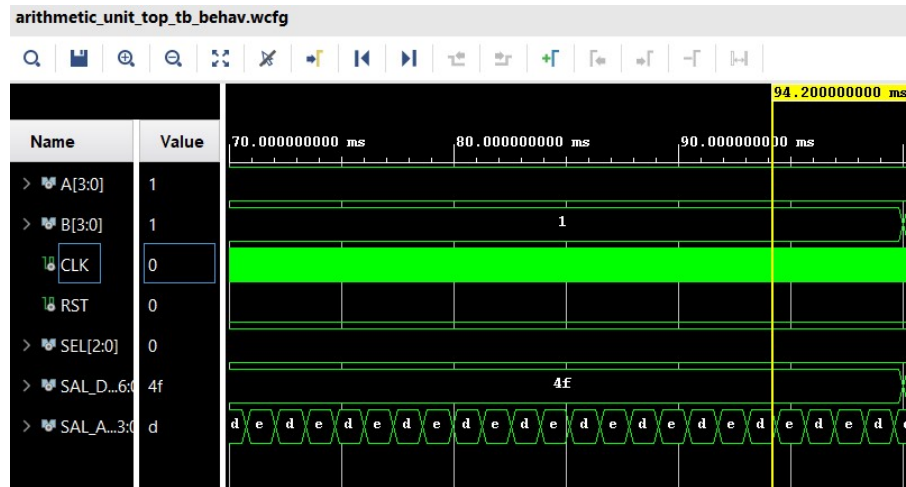 arithmetic_unit_top_tb_behav.wcfg
94.200000000 ms
Name Value 70.000000000 ms 80.000000000 ms 90.000000000 ms
A[3:0] 1
B[3:0] 1 1
CLK 0
RST 0
SEL[2:0] 0
SAL_D...6:0 4f 4f
SAL_A...3:0 d d e d e d e d e d e d e d e d e d e d e d e d